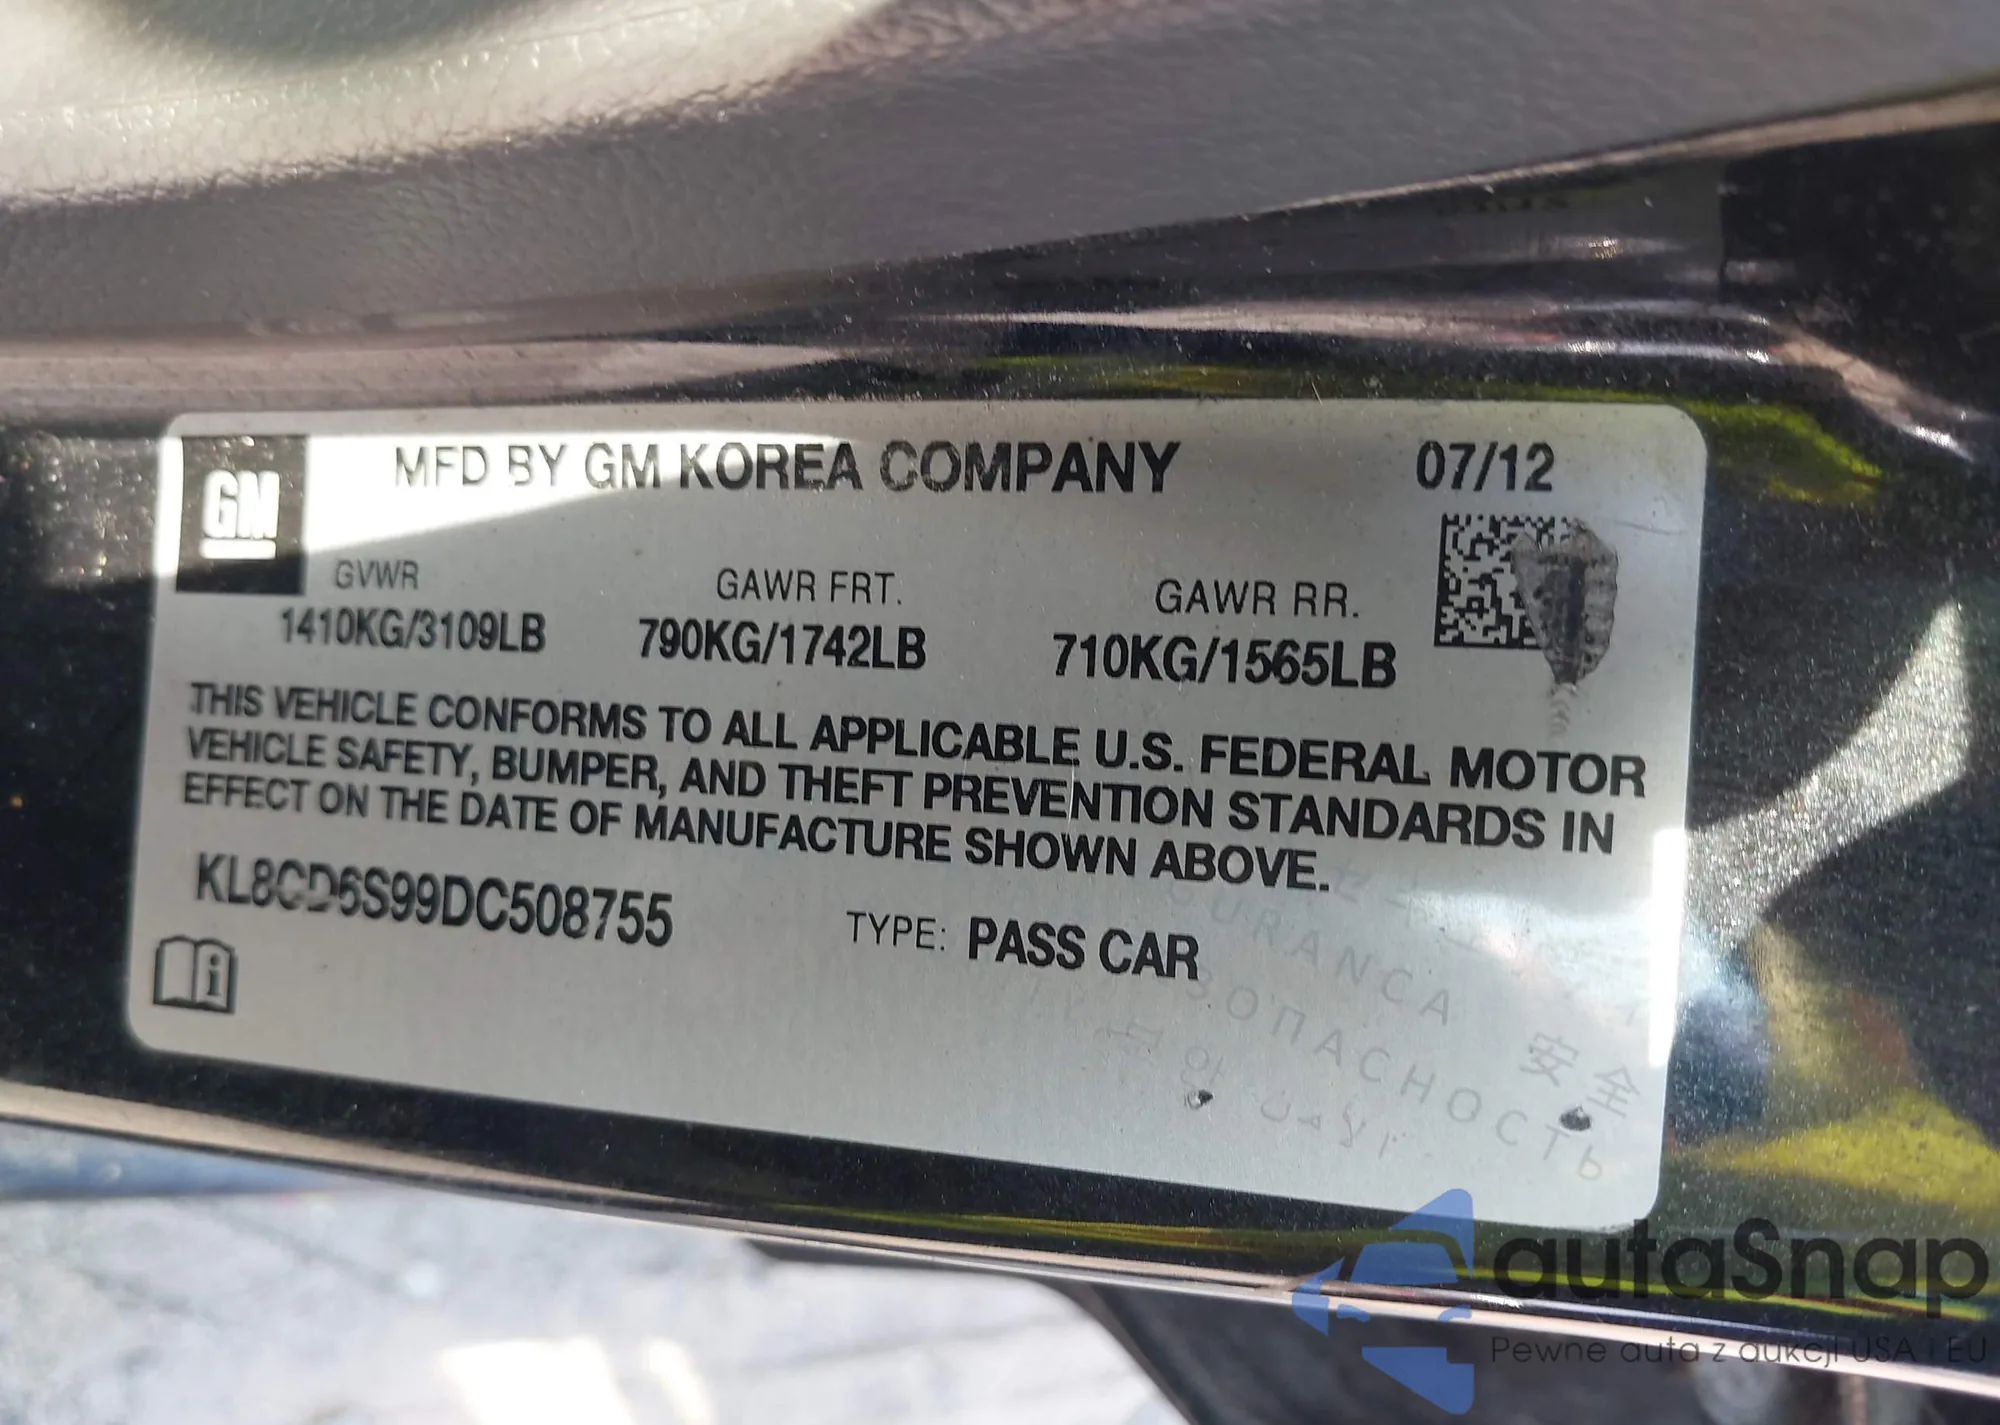 GM
MFD BY GM KOREA COMPANY
07/12
GVWR
1410KG/3109LB
GAWR FRT.
790KG/1742LB
GAWR RR.
710KG/1565LB
THIS VEHICLE CONFORMS TO ALL APPLICABLE U.S. FEDERAL MOTOR
VEHICLE SAFETY, BUMPER, AND THEFT PREVENTION STANDARDS IN
EFFECT ON THE DATE OF MANUFACTURE SHOWN ABOVE.
KL8CD6S99DC508755
TYPE: PASS CAR
安全
autaSnap
Pewne auta z aukcji USA i EU